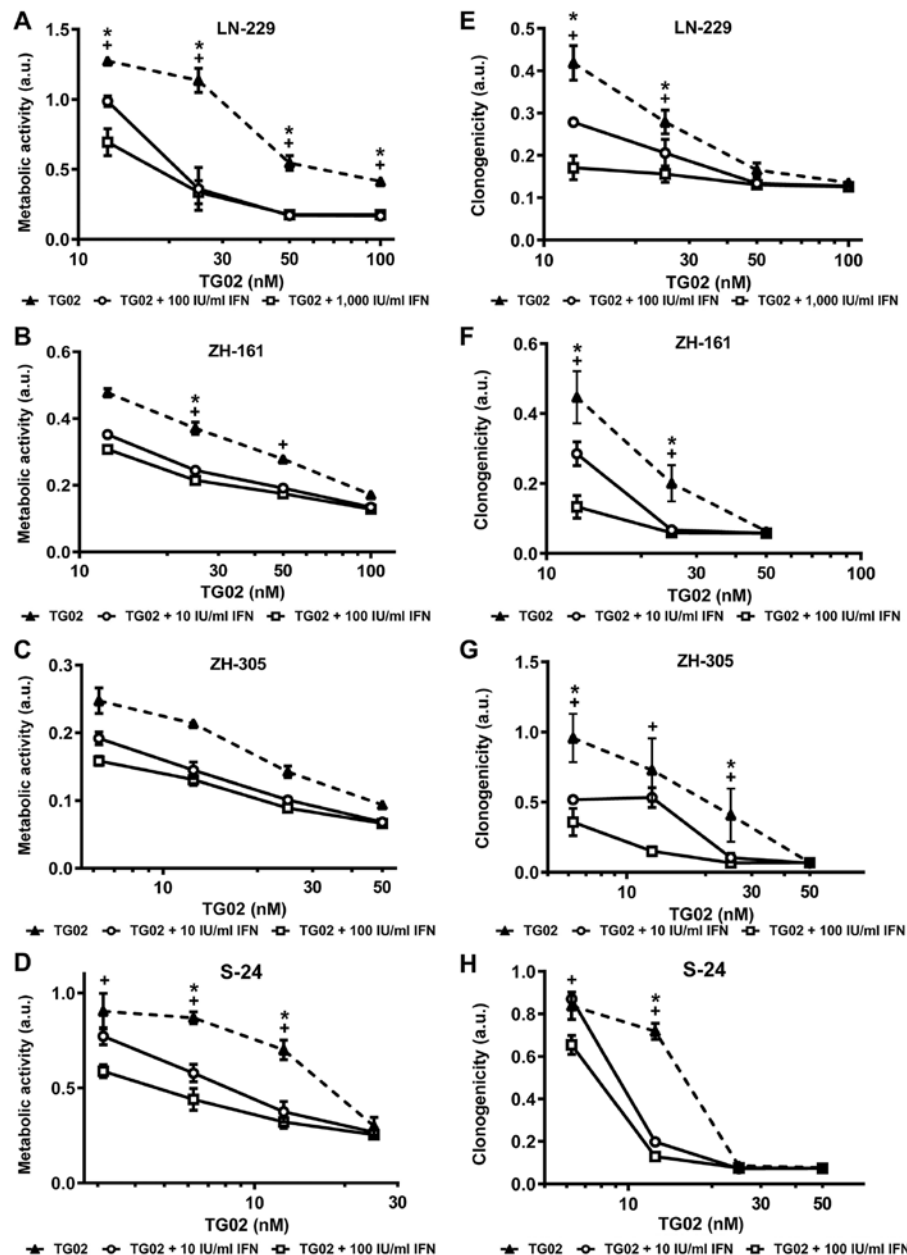 A
LN-229
Metabolic activity (a.u.)
1.5
1.0
0.5
0.0
*
+
*
+
*
+
*
+
10
30
50
100
TG02 (nM)
TG02
TG02 + 100 IU/ml IFN
TG02 + 1,000 IU/ml IFN
E
LN-229
Clonogenicity (a.u.)
0.5
0.4
0.3
0.2
0.1
0.0
*
+
*
+
10
30
50
100
TG02 (nM)
TG02
TG02 + 100 IU/ml IFN
TG02 + 1,000 IU/ml IFN
B
ZH-161
Metabolic activity (a.u.)
0.6
0.4
0.2
0.0
*
+
+
10
30
50
100
TG02 (nM)
TG02
TG02 + 10 IU/ml IFN
TG02 + 100 IU/ml IFN
F
ZH-161
Clonogenicity (a.u.)
0.6
0.4
0.2
0.0
*
+
*
+
10
30
50
100
TG02 (nM)
TG02
TG02 + 10 IU/ml IFN
TG02 + 100 IU/ml IFN
C
ZH-305
Metabolic activity (a.u.)
0.3
0.2
0.1
0.0
10
30
50
TG02 (nM)
TG02
TG02 + 10 IU/ml IFN
TG02 + 100 IU/ml IFN
G
ZH-305
Clonogenicity (a.u.)
1.5
1.0
0.5
0.0
*
+
+
*
+
10
30
50
TG02 (nM)
TG02
TG02 + 10 IU/ml IFN
TG02 + 100 IU/ml IFN
D
S-24
Metabolic activity (a.u.)
1.0
0.5
0.0
+
*
+
*
+
10
30
TG02 (nM)
TG02
TG02 + 10 IU/ml IFN
TG02 + 100 IU/ml IFN
H
S-24
Clonogenicity (a.u.)
1.0
0.8
0.6
0.4
0.2
0.0
+
*
+
10
30
50
TG02 (nM)
TG02
TG02 + 10 IU/ml IFN
TG02 + 100 IU/ml IFN